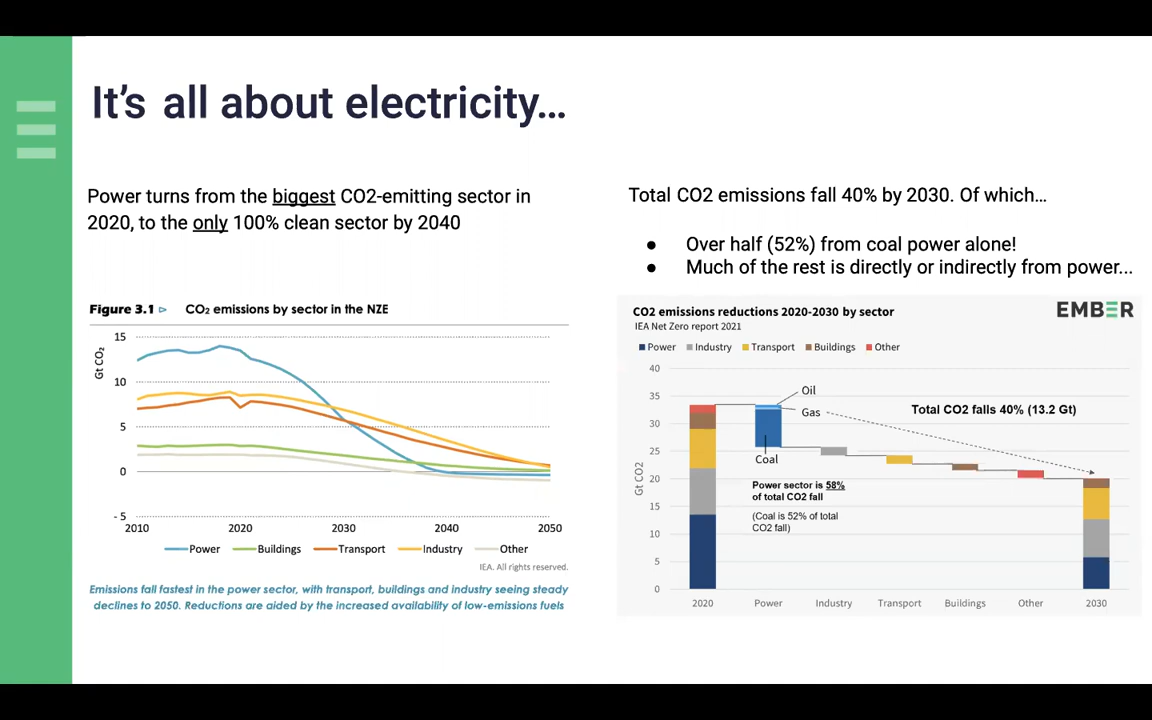 It's all about electricity...
Power turns from the biggest CO2-emitting sector in
2020, to the only 100% clean sector by 2040
Figure 3.1 ▷ CO₂ emissions by sector in the NZE
Gt CO₂
15
10
5
0
- 5
2010 2020 2030 2040 2050
Power Buildings Transport Industry Other
IEA. All rights reserved.
Emissions fall fastest in the power sector, with transport, buildings and industry seeing steady
declines to 2050. Reductions are aided by the increased availability of low-emissions fuels
Total CO2 emissions fall 40% by 2030. Of which...
● Over half (52%) from coal power alone!
● Much of the rest is directly or indirectly from power...
CO2 emissions reductions 2020-2030 by sector
EMBER
IEA Net Zero report 2021
Power Industry Transport Buildings Other
Gt CO2
40
35
30
25
20
15
10
5
0
Oil
Gas
Coal
Total CO2 falls 40% (13.2 Gt)
Power sector is 58%
of total CO2 fall
(Coal is 52% of total
CO2 fall)
2020 Power Industry Transport Buildings Other 2030